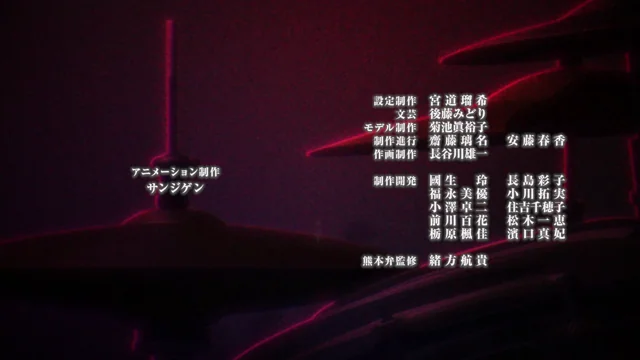 アニメーション制作
サンジゲン
設定制作 宮道瑠希
文芸 後藤みどり
モデル制作 菊池眞裕子
制作進行 齋藤璃名 安藤春香
作画制作 長谷川雄一
制作開発 國生 玲 長島彩子
福永美優 小川拓実
小澤卓二 住吉千穂子
前川百花 松木一恵
栃原楓佳 濱口真妃
熊本弁監修 緒方航貴